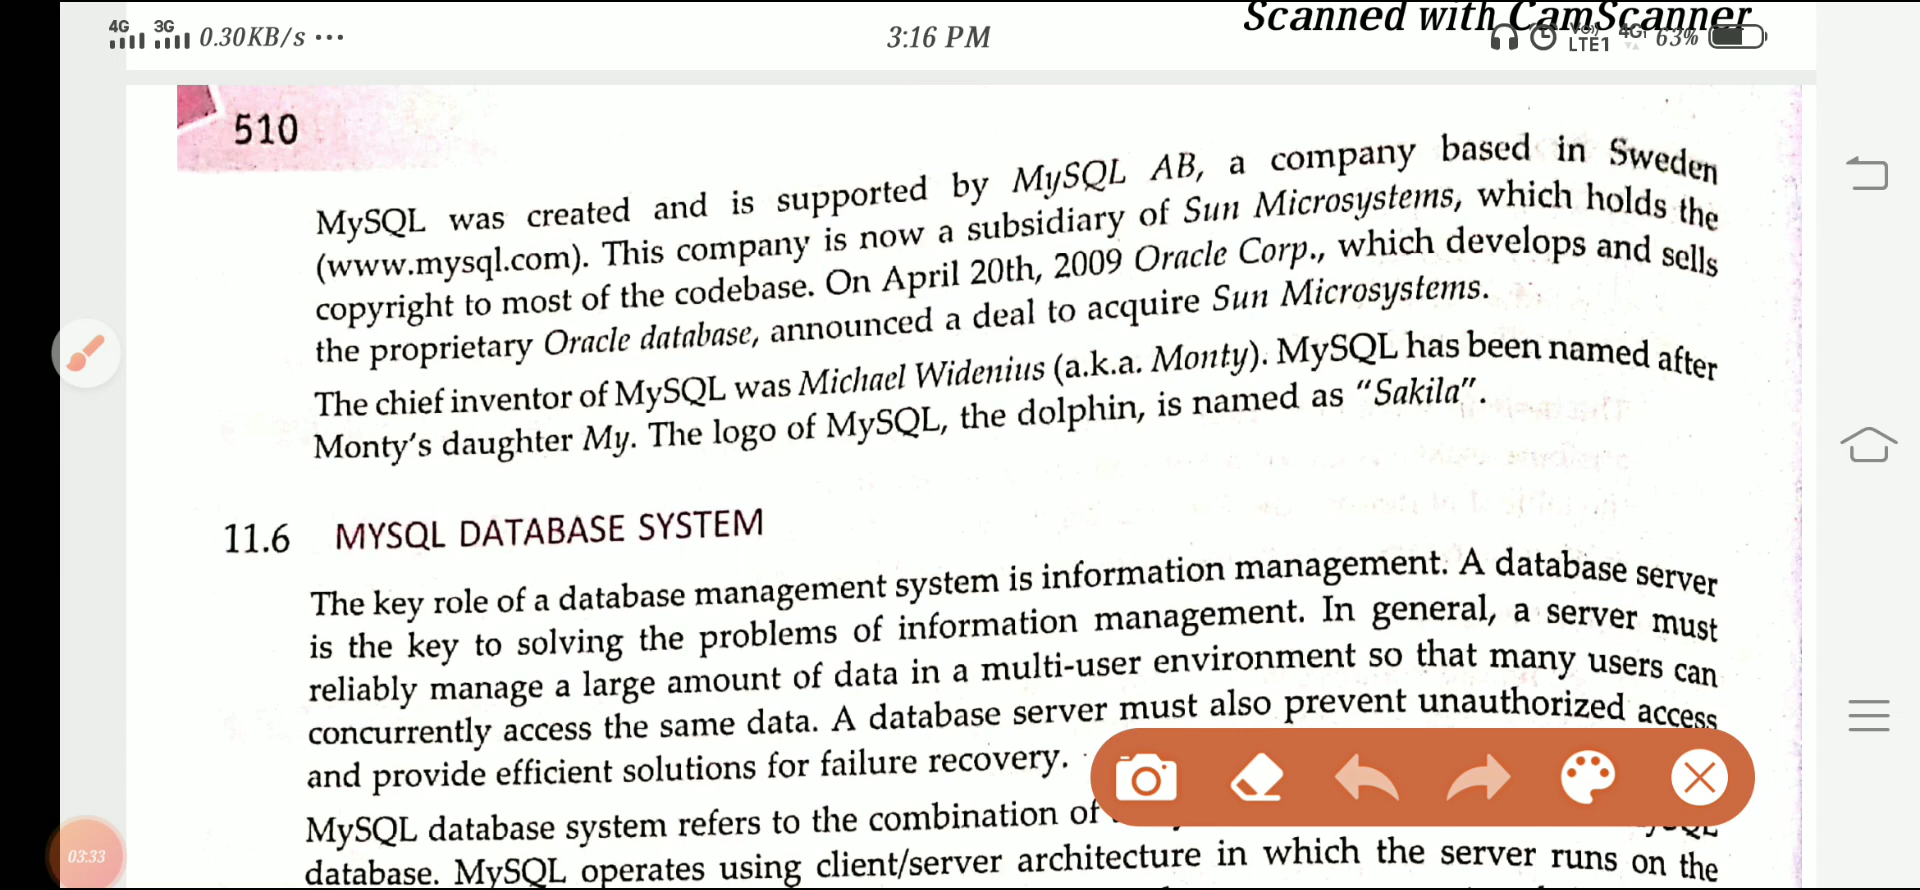 Scanned with CamScanner
4G 3G 0.30KB/s ...
3:16 PM
LTE1 4G 63%
510
MySQL was created and is supported by MySQL AB, a company based in Sweden
(www.mysql.com). This company is now a subsidiary of Sun Microsystems, which holds the
copyright to most of the codebase. On April 20th, 2009 Oracle Corp., which develops and sells
the proprietary Oracle database, announced a deal to acquire Sun Microsystems.
The chief inventor of MySQL was Michael Widenius (a.k.a. Monty). MySQL has been named after
Monty's daughter My. The logo of MySQL, the dolphin, is named as "Sakila".
11.6 MYSQL DATABASE SYSTEM
The key role of a database management system is information management. A database server
is the key to solving the problems of information management. In general, a server must
reliably manage a large amount of data in a multi-user environment so that many users can
concurrently access the same data. A database server must also prevent unauthorized access
and provide efficient solutions for failure recovery.
MySQL database system refers to the combination of
database. MySQL operates using client/server architecture in which the server runs on the
03:33